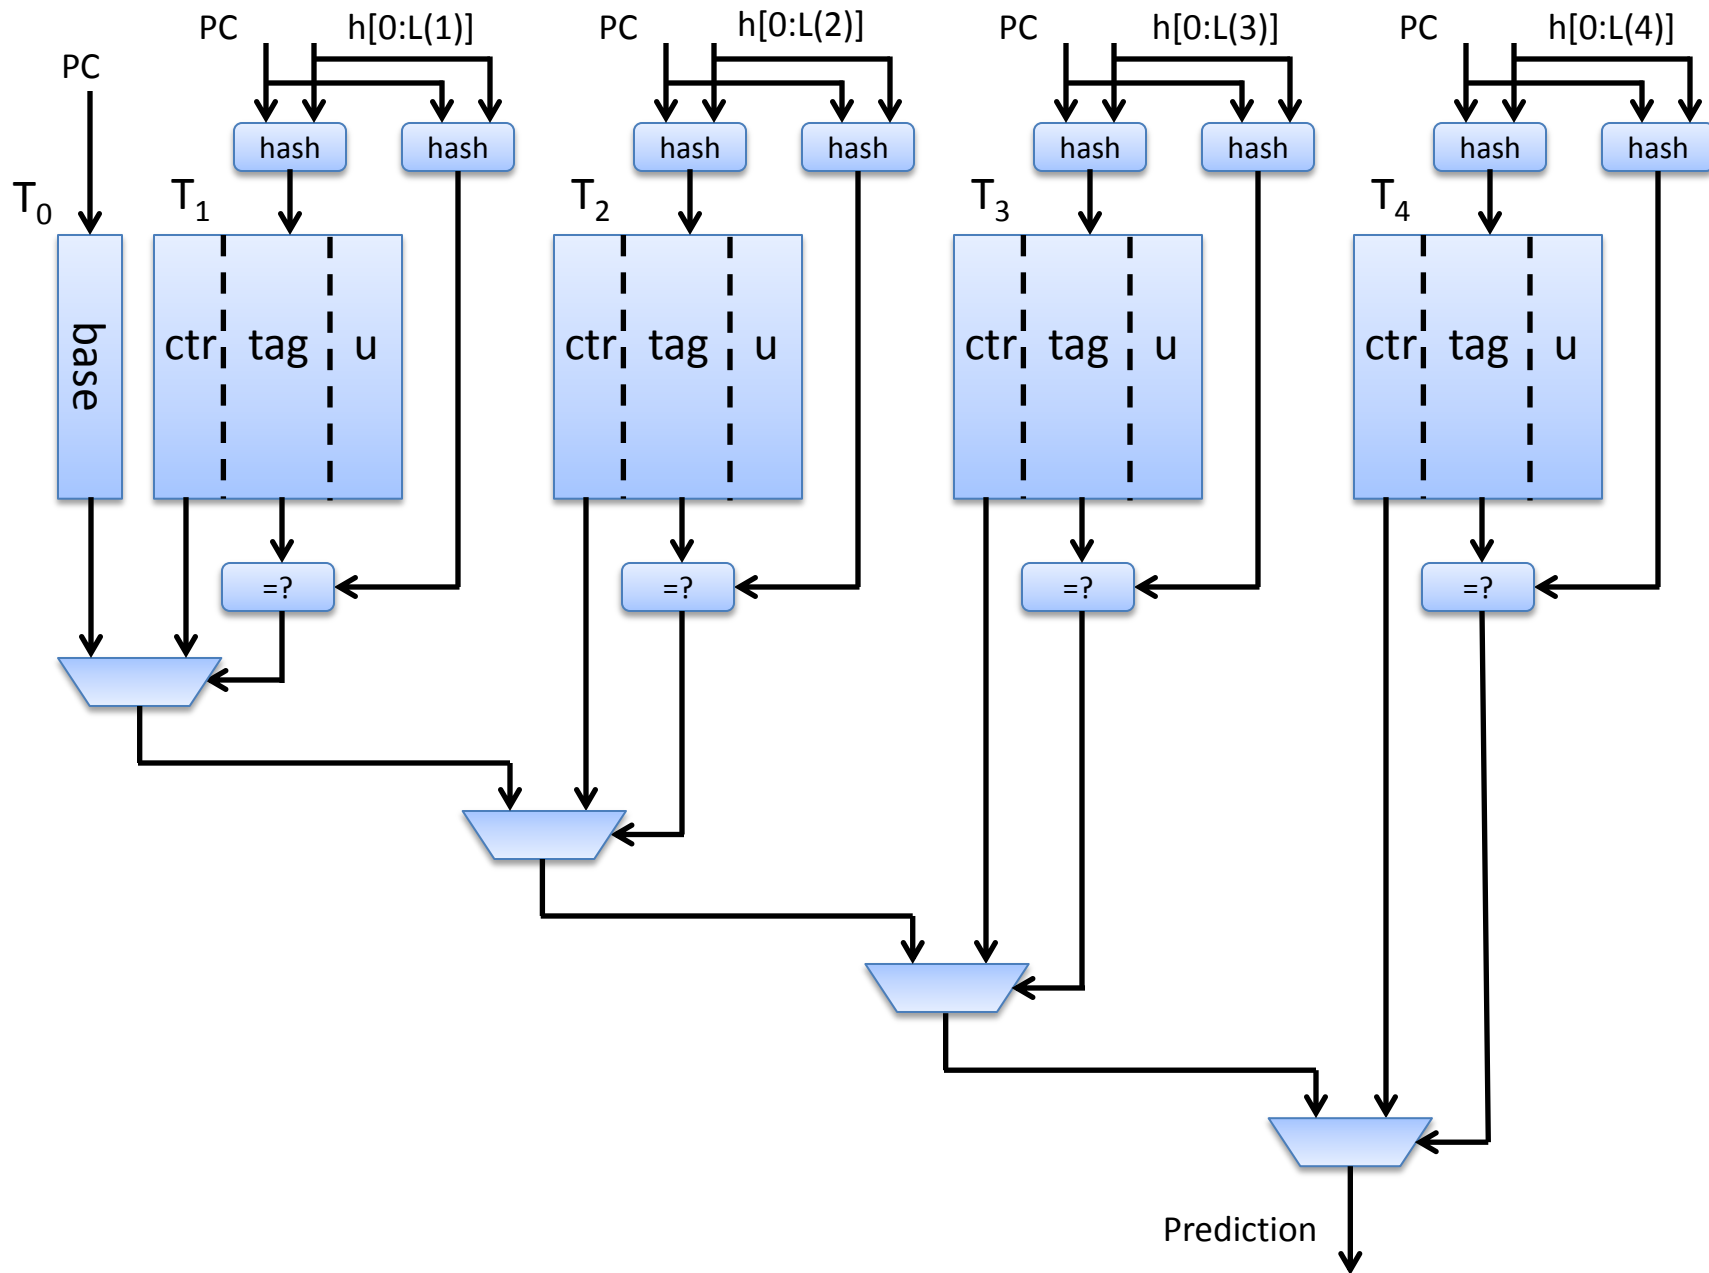 PC h[0:L(1)] PC h[0:L(2)] PC h[0:L(3)] PC h[0:L(4)]
PC
hash hash hash hash hash hash hash hash
T0 T1 T2 T3 T4
base ctr tag u ctr tag u ctr tag u ctr tag u
=? =? =? =?
Prediction